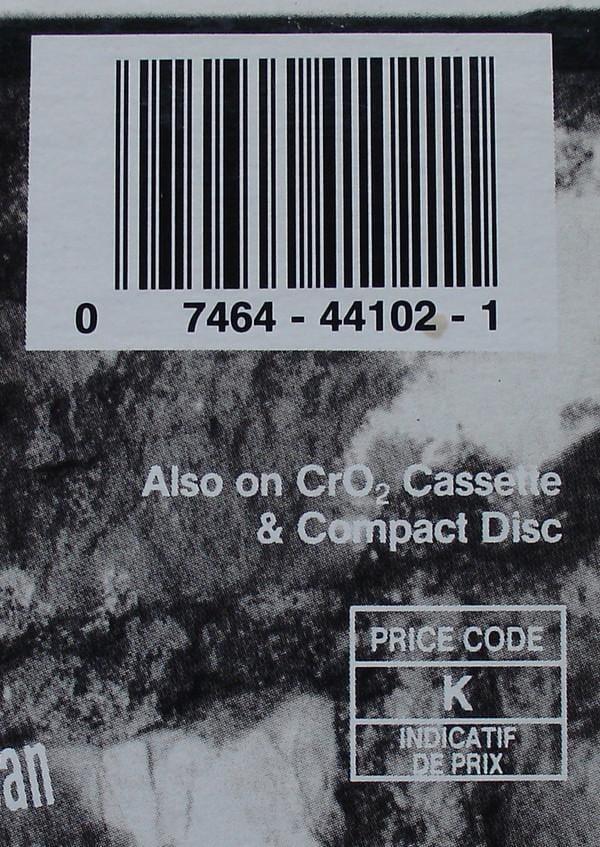 0 7464 - 44102 - 1
Also on CrO₂ Cassette
& Compact Disc
PRICE CODE
K
INDICATIF
DE PRIX
an